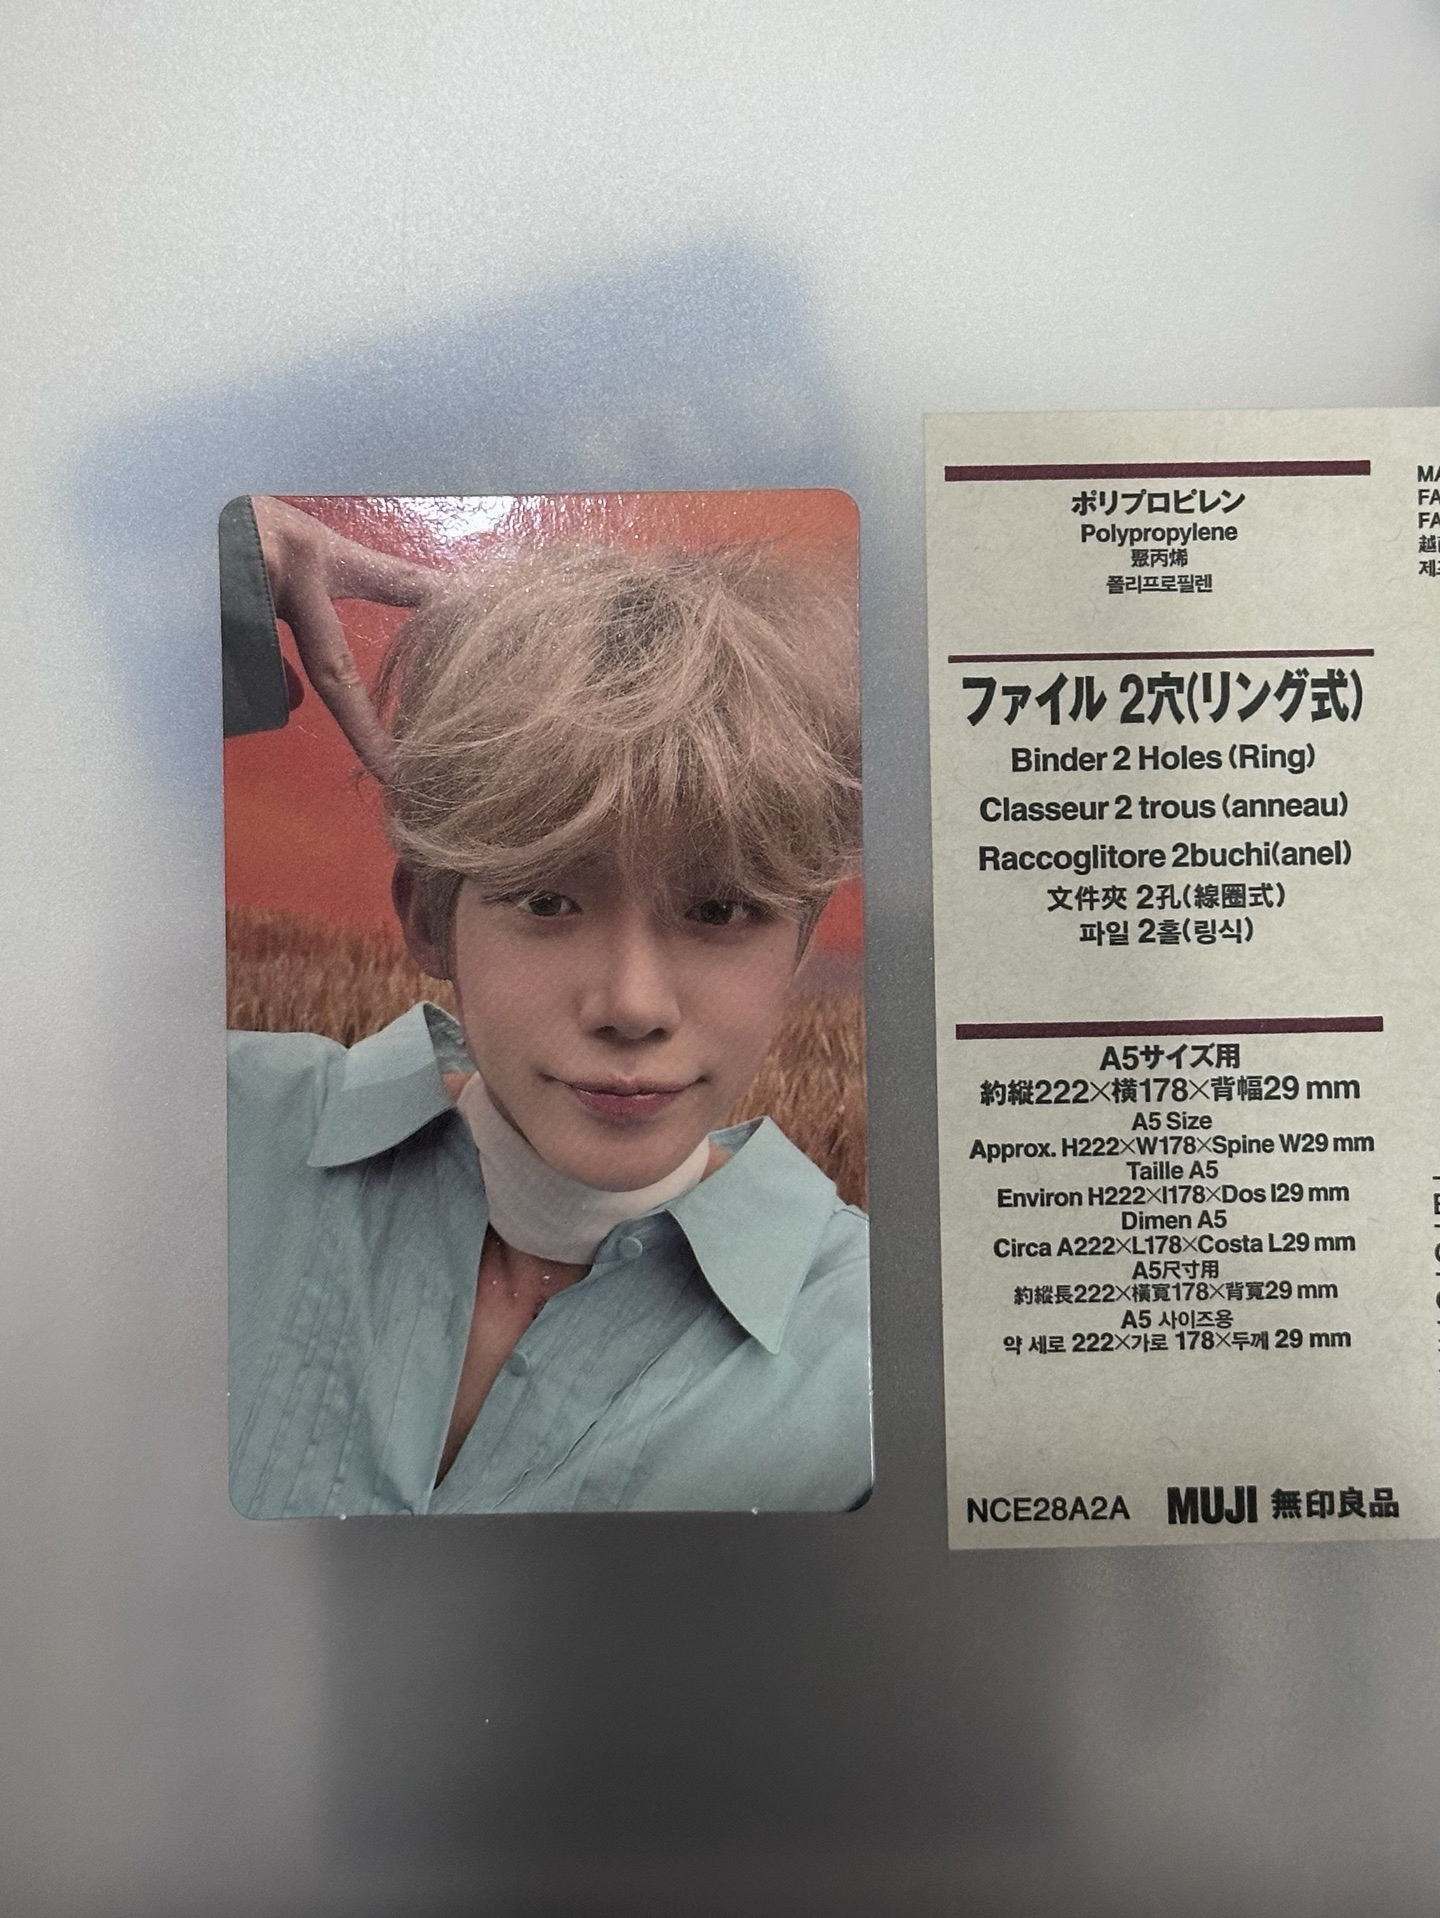 ポリプロピレン
Polypropylene
聚丙烯
폴리프로필렌
ファイル 2穴(リング式)
Binder 2 Holes (Ring)
Classeur 2 trous (anneau)
Raccoglitore 2buchi(anel)
文件夾 2孔(線圈式)
파일 2홀(링식)
A5サイズ用
約縦222×横178×背幅29 mm
A5 Size
Approx. H222×W178×Spine W29 mm
Taille A5
Environ H222×l178×Dos l29 mm
Dimen A5
Circa A222×L178×Costa L29 mm
A5尺寸用
約縱長222×橫寬178×背寬29 mm
A5 사이즈용
약 세로 222×가로 178×두께 29 mm
NCE28A2A MUJI 無印良品